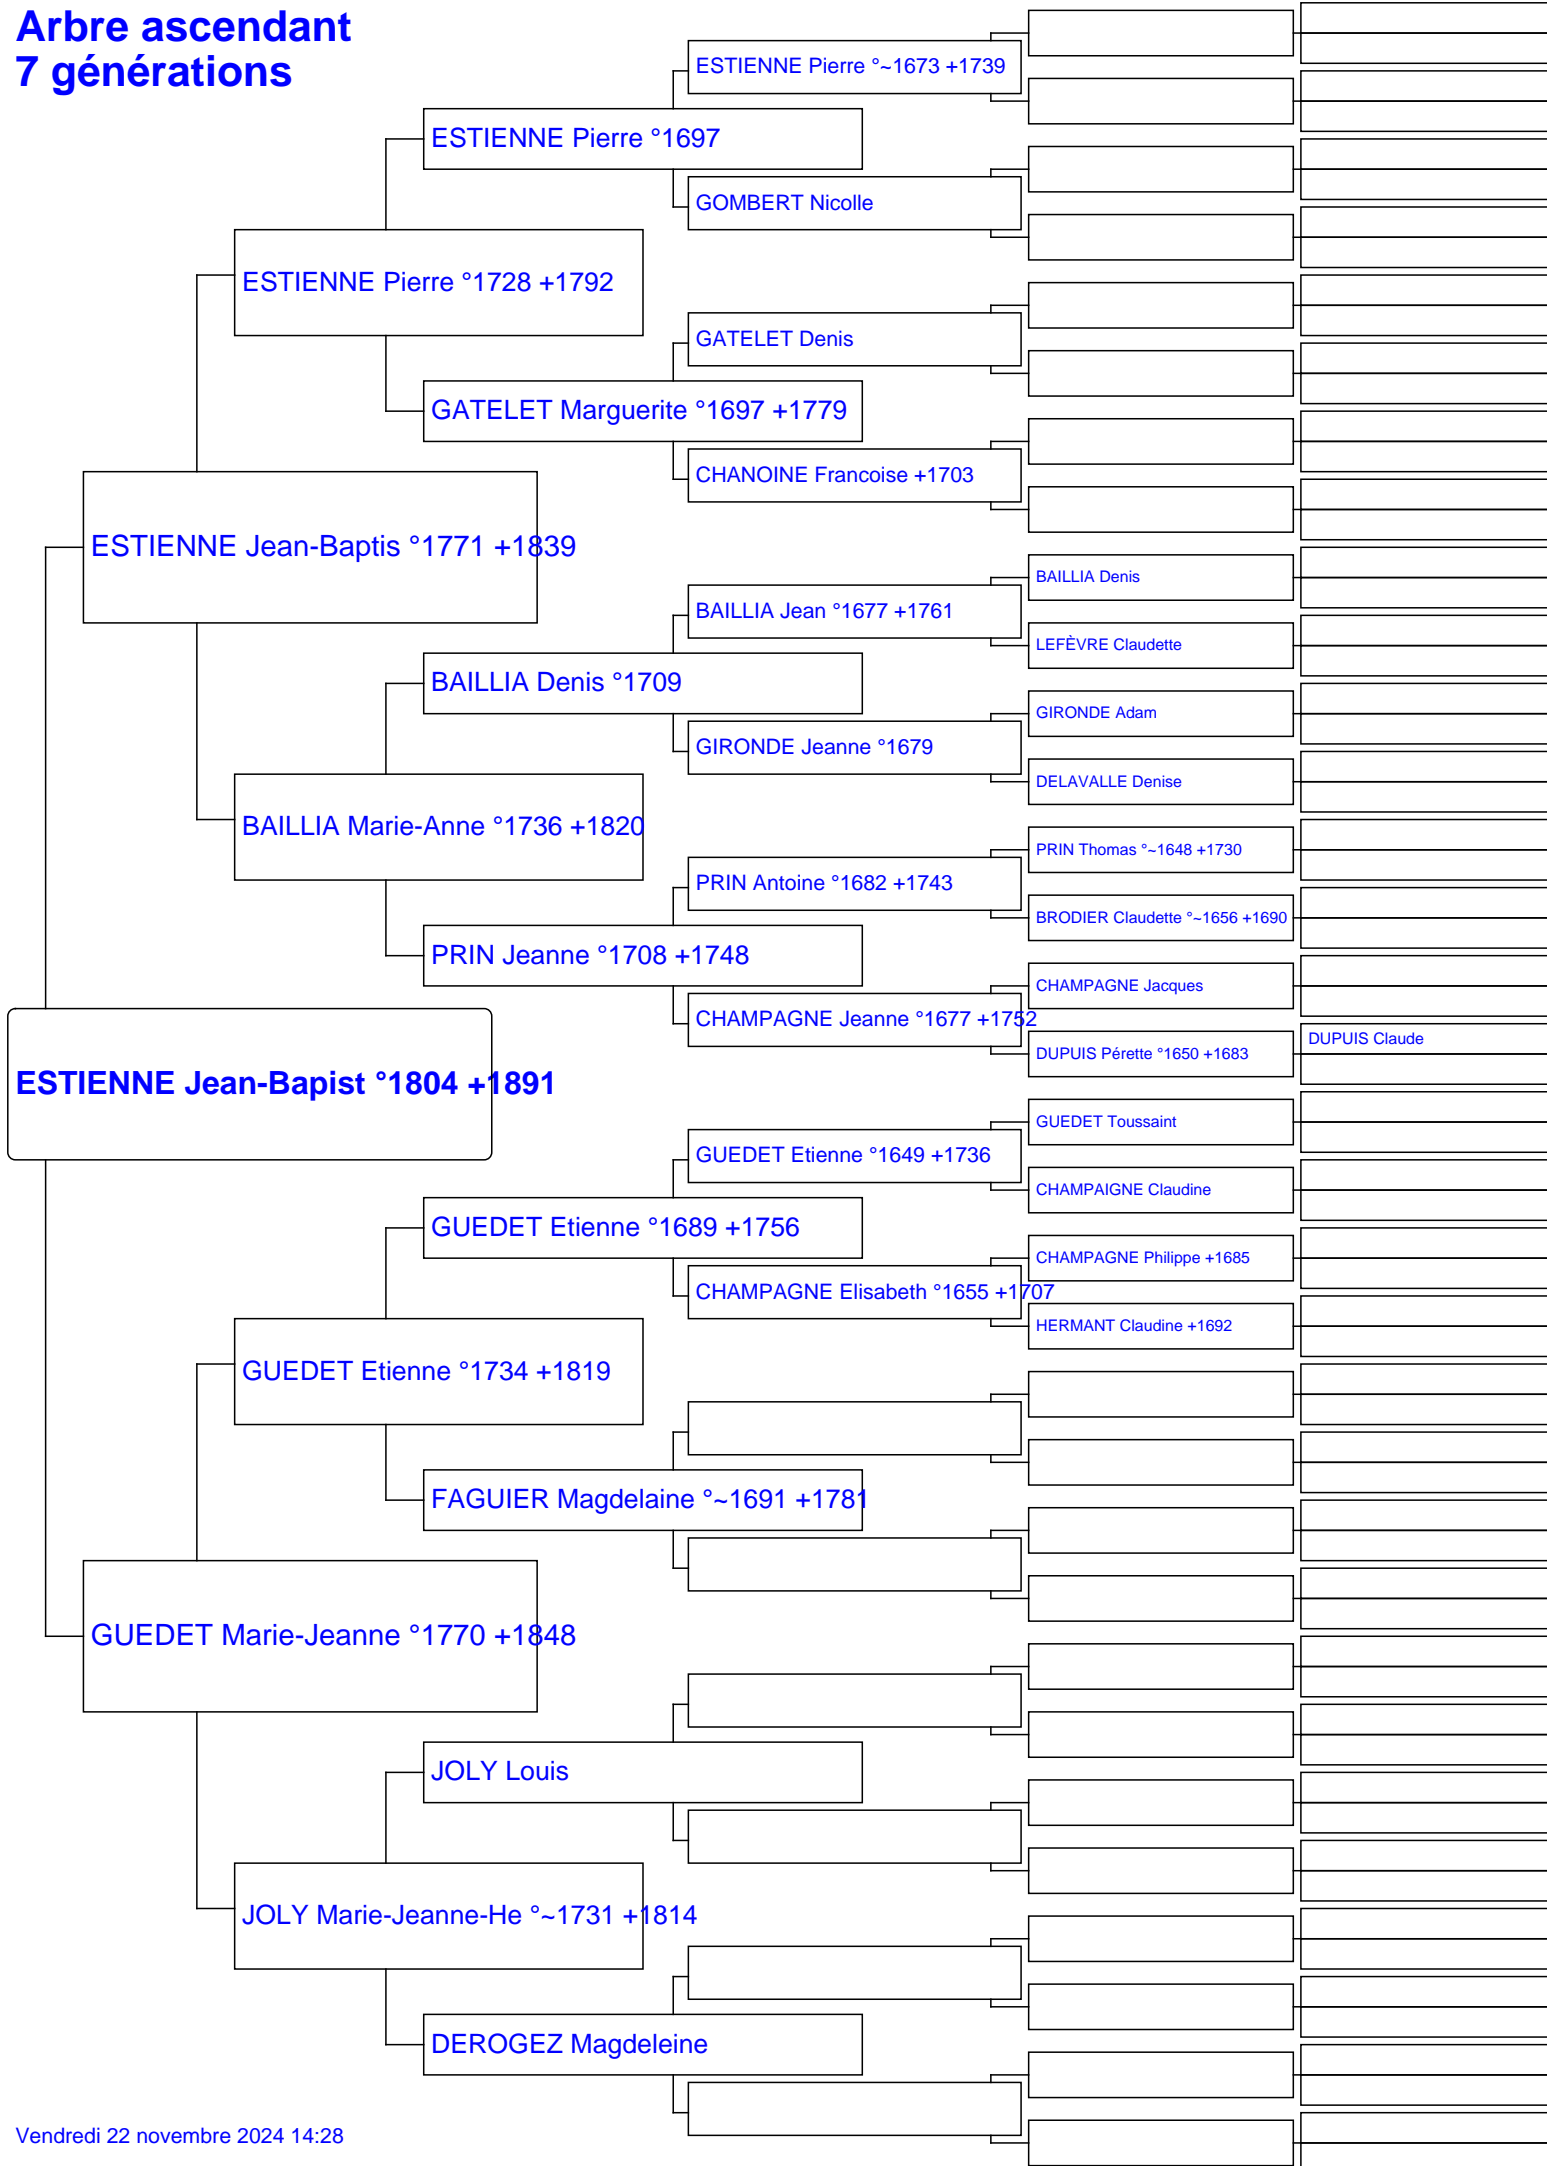 Arbre ascendant
7 générations
ESTIENNE Pierre °~1673 +1739
ESTIENNE Pierre °1697
GOMBERT Nicolle
ESTIENNE Pierre °1728 +1792
GATELET Denis
GATELET Marguerite °1697 +1779
CHANOINE Francoise +1703
ESTIENNE Jean-Baptis °1771 +1839
BAILLIA Denis
BAILLIA Jean °1677 +1761
LEFÈVRE Claudette
BAILLIA Denis °1709
GIRONDE Adam
GIRONDE Jeanne °1679
DELAVALLE Denise
BAILLIA Marie-Anne °1736 +1820
PRIN Thomas °~1648 +1730
PRIN Antoine °1682 +1743
BRODIER Claudette °~1656 +1690
PRIN Jeanne °1708 +1748
CHAMPAGNE Jacques
CHAMPAGNE Jeanne °1677 +1752
DUPUIS Claude
DUPUIS Pérette °1650 +1683
ESTIENNE Jean-Bapist °1804 +1891
GUEDET Toussaint
GUEDET Etienne °1649 +1736
CHAMPAIGNE Claudine
GUEDET Etienne °1689 +1756
CHAMPAGNE Philippe +1685
CHAMPAGNE Elisabeth °1655 +1707
HERMANT Claudine +1692
GUEDET Etienne °1734 +1819
FAGUIER Magdelaine °~1691 +1781
GUEDET Marie-Jeanne °1770 +1848
JOLY Louis
JOLY Marie-Jeanne-He °~1731 +1814
DEROGEZ Magdeleine
Vendredi 22 novembre 2024 14:28